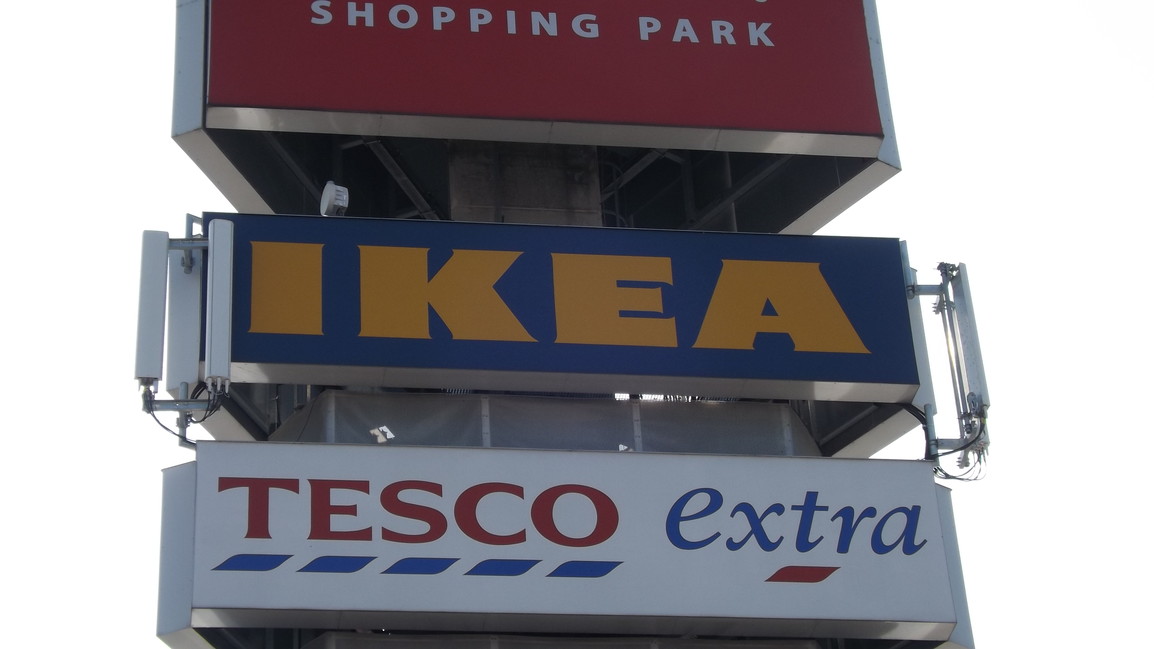 SHOPPING PARK
IKEA
TESCO extra